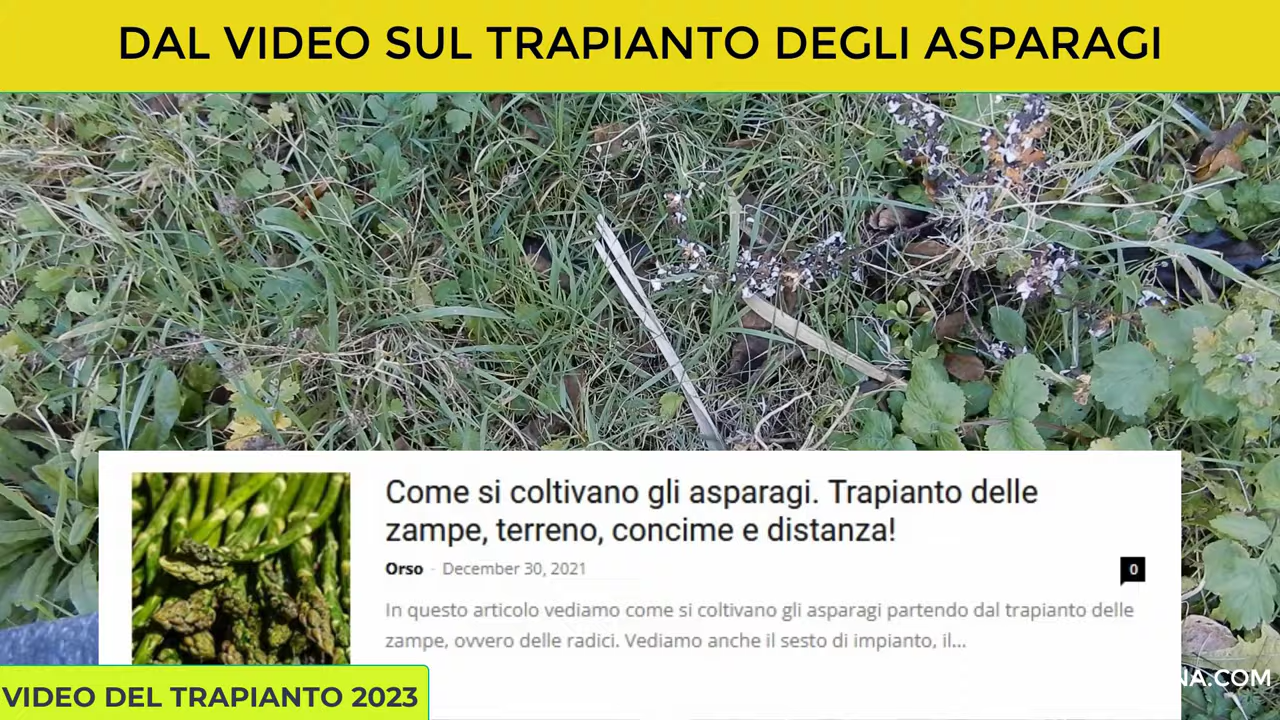 DAL VIDEO SUL TRAPIANTO DEGLI ASPARAGI
Come si coltivano gli asparagi. Trapianto delle
zampe, terreno, concime e distanza!
Orso - December 30, 2021
0
In questo articolo vediamo come si coltivano gli asparagi partendo dal trapianto delle
zampe, ovvero delle radici. Vediamo anche il sesto di impianto, il...
VIDEO DEL TRAPIANTO 2023
NA.COM